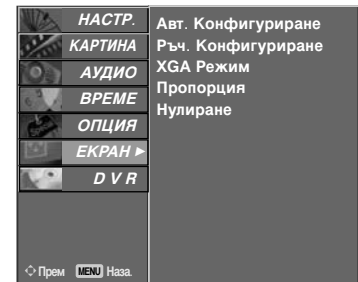 НАСТР.
КАРТИНА
АУДИО
ВРЕМЕ
ОПЦИЯ
ЕКРАН ►
D V R
Авт. Конфигуриране
Ръч. Конфигуриране
XGA Режим
Пропорция
Нулиране
Прем MENU Наза.